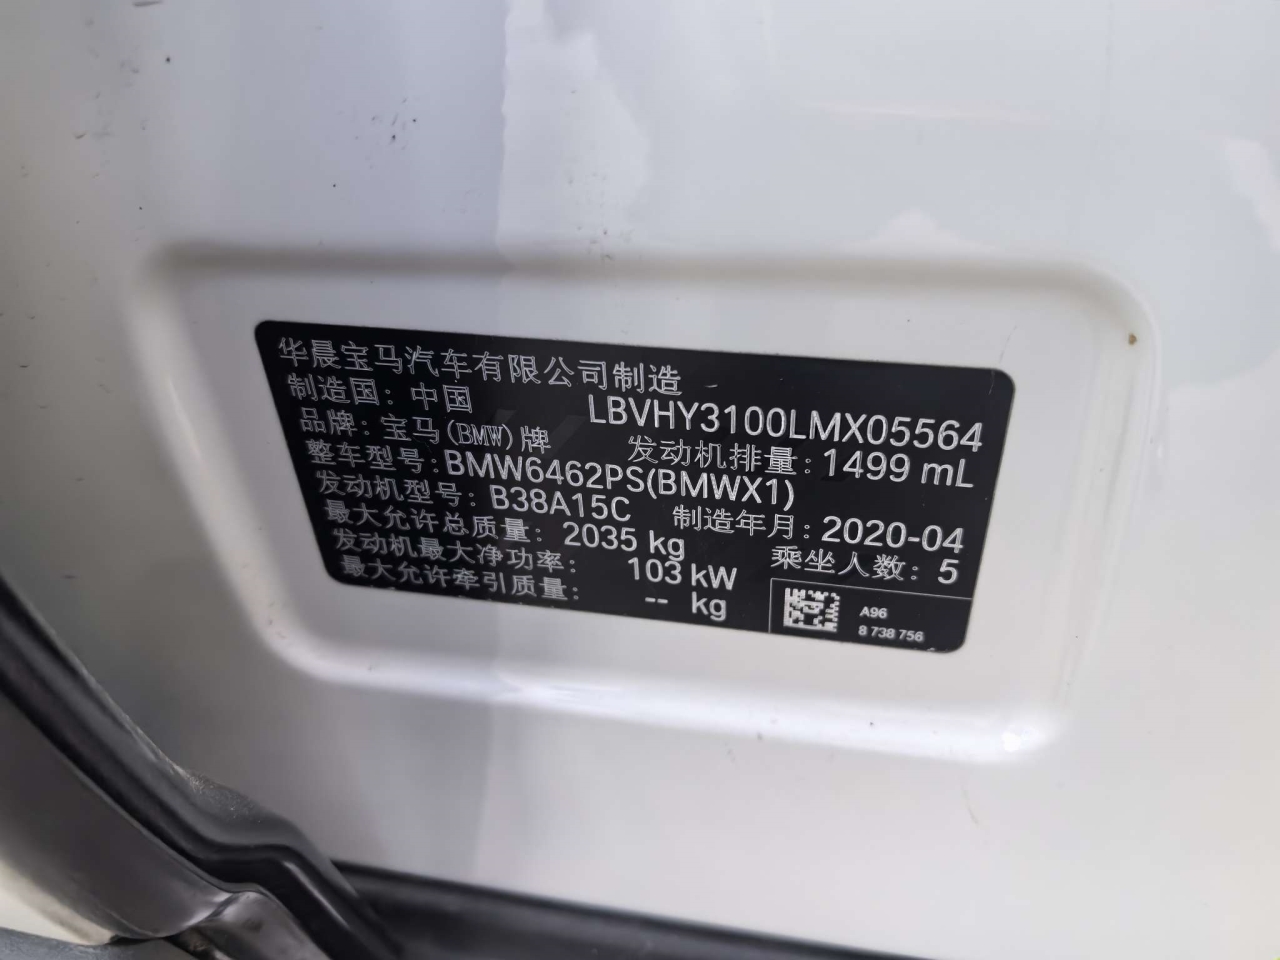 华晨宝马汽车有限公司制造
制造国：中国
LBVHY3100LMX05564
品牌：宝马(BMW)牌
发动机排量：1499 mL
整车型号：BMW6462PS(BMWX1)
发动机型号：B38A15C
制造年月：2020-04
最大允许总质量：2035 kg
乘坐人数：5
发动机最大净功率：103 kW
最大允许牵引质量：-- kg
A96
8 738 756